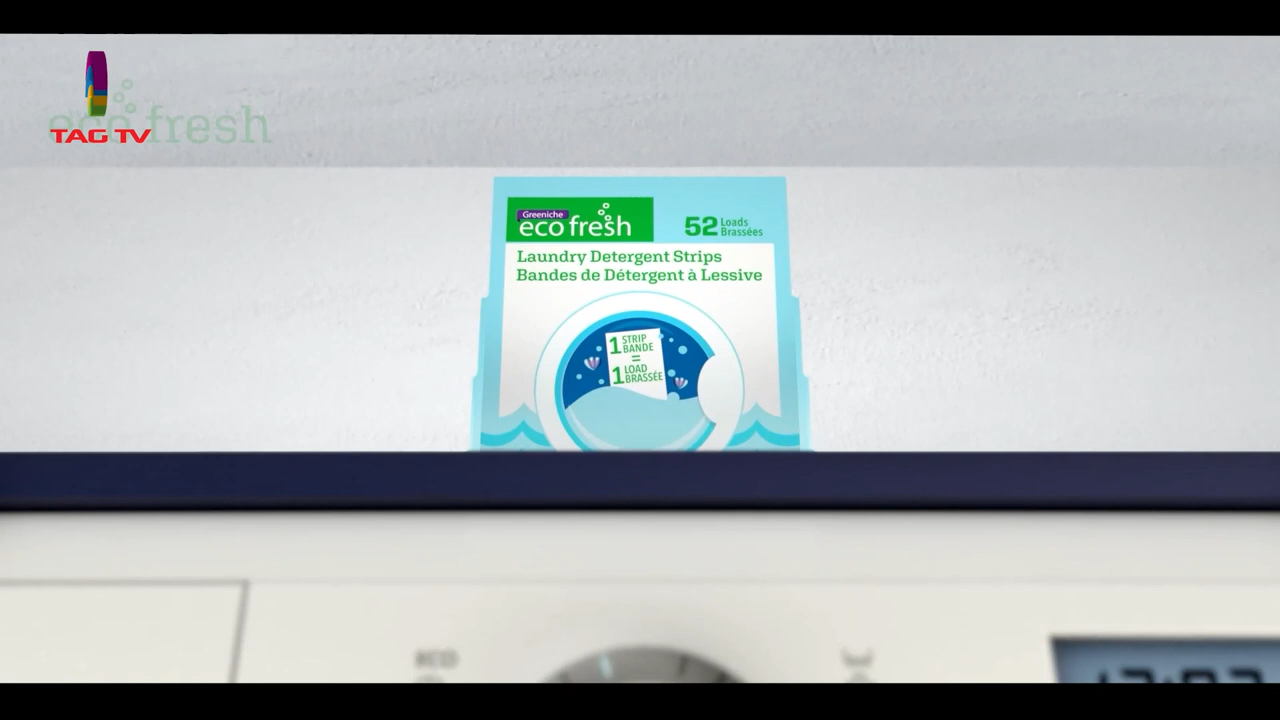 eco fresh
TAG TV
Greeniche
eco fresh
52 Loads
Brassées
Laundry Detergent Strips
Bandes de Détergent à Lessive
1 STRIP
BANDE
=
1 LOAD
BRASSÉE
ECO